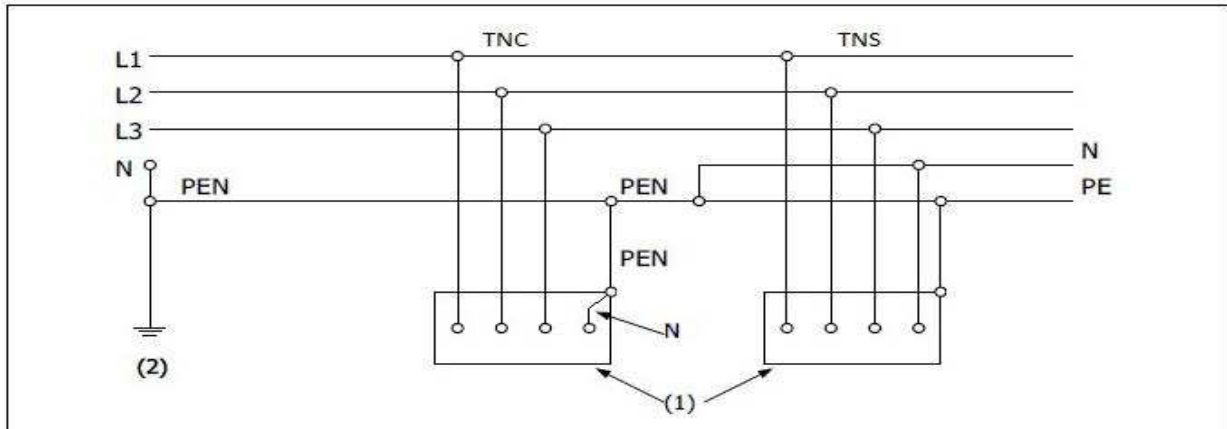 TNC TNS
L1
L2
L3
N N
PEN PEN PE
PEN
N
(2)
(1)